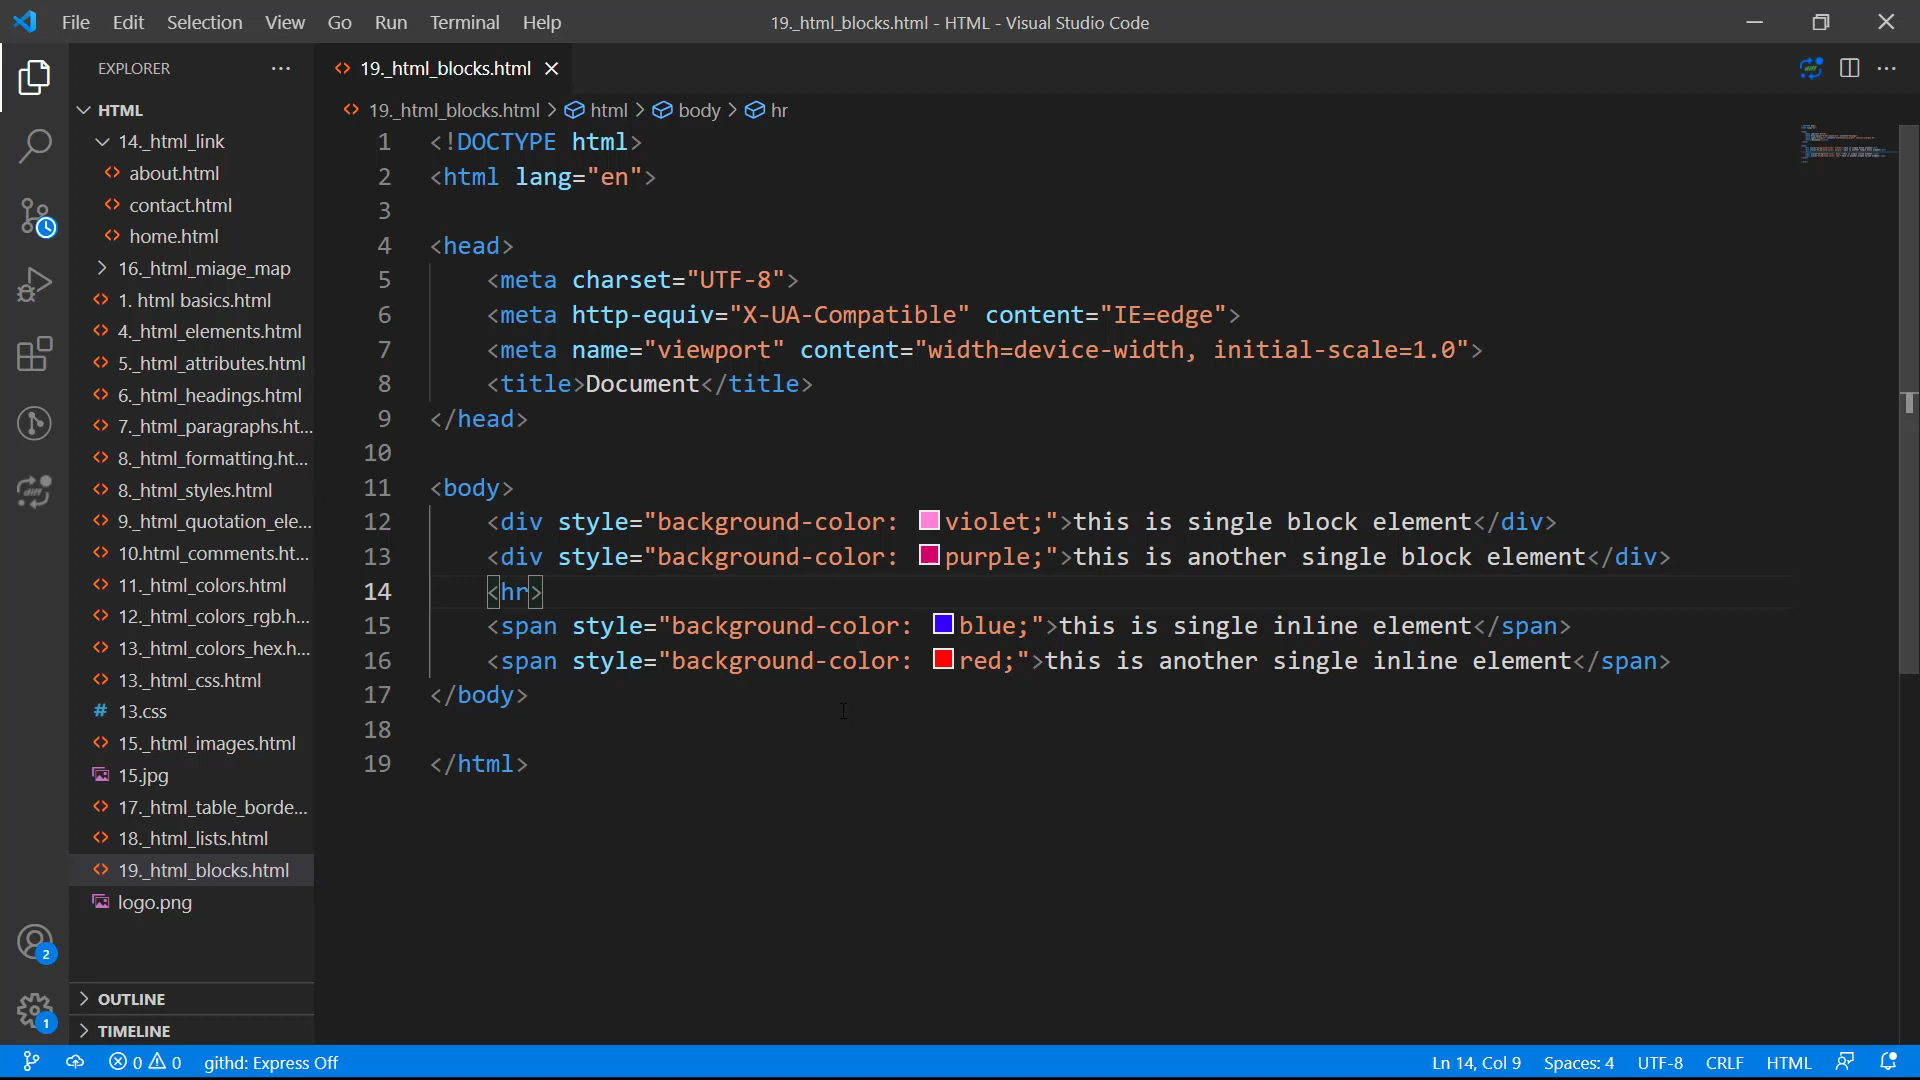 File Edit Selection View Go Run Terminal Help
19._html_blocks.html - HTML - Visual Studio Code
EXPLORER
HTML
14._html_link
about.html
contact.html
home.html
16._html_miage_map
1. html basics.html
4._html_elements.html
5._html_attributes.html
6._html_headings.html
7._html_paragraphs.ht...
8._html_formatting.ht...
8._html_styles.html
9._html_quotation_ele...
10.html_comments.ht...
11._html_colors.html
12._html_colors_rgb.h...
13._html_colors_hex.h...
13._html_css.html
# 13.css
15._html_images.html
15.jpg
17._html_table_borde...
18._html_lists.html
19._html_blocks.html
logo.png
2
1
OUTLINE
TIMELINE
19._html_blocks.html
19._html_blocks.html > html > body > hr
1 <!DOCTYPE html>
2 <html lang="en">
3
4 <head>
5 <meta charset="UTF-8">
6 <meta http-equiv="X-UA-Compatible" content="IE=edge">
7 <meta name="viewport" content="width=device-width, initial-scale=1.0">
8 <title>Document</title>
9 </head>
10
11 <body>
12 <div style="background-color: violet;">this is single block element</div>
13 <div style="background-color: purple;">this is another single block element</div>
14 <hr>
15 <span style="background-color: blue;">this is single inline element</span>
16 <span style="background-color: red;">this is another single inline element</span>
17 </body>
18
19 </html>
0 0 githd: Express Off
Ln 14, Col 9 Spaces: 4 UTF-8 CRLF HTML